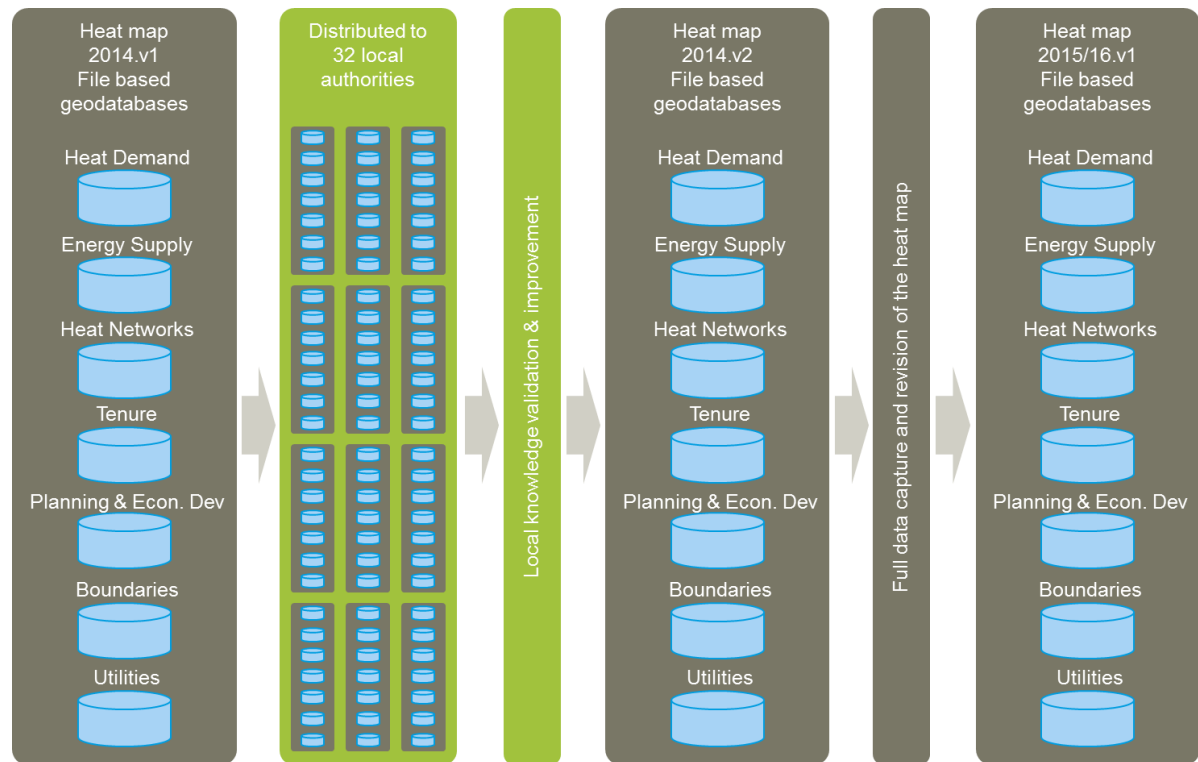 Heat map
2014.v1
File based
geodatabases
Heat Demand
Energy Supply
Heat Networks
Tenure
Planning & Econ. Dev
Boundaries
Utilities
Distributed to
32 local
authorities
Local knowledge validation & improvement
Heat map
2014.v2
File based
geodatabases
Heat Demand
Energy Supply
Heat Networks
Tenure
Planning & Econ. Dev
Boundaries
Utilities
Full data capture and revision of the heat map
Heat map
2015/16.v1
File based
geodatabases
Heat Demand
Energy Supply
Heat Networks
Tenure
Planning & Econ. Dev
Boundaries
Utilities